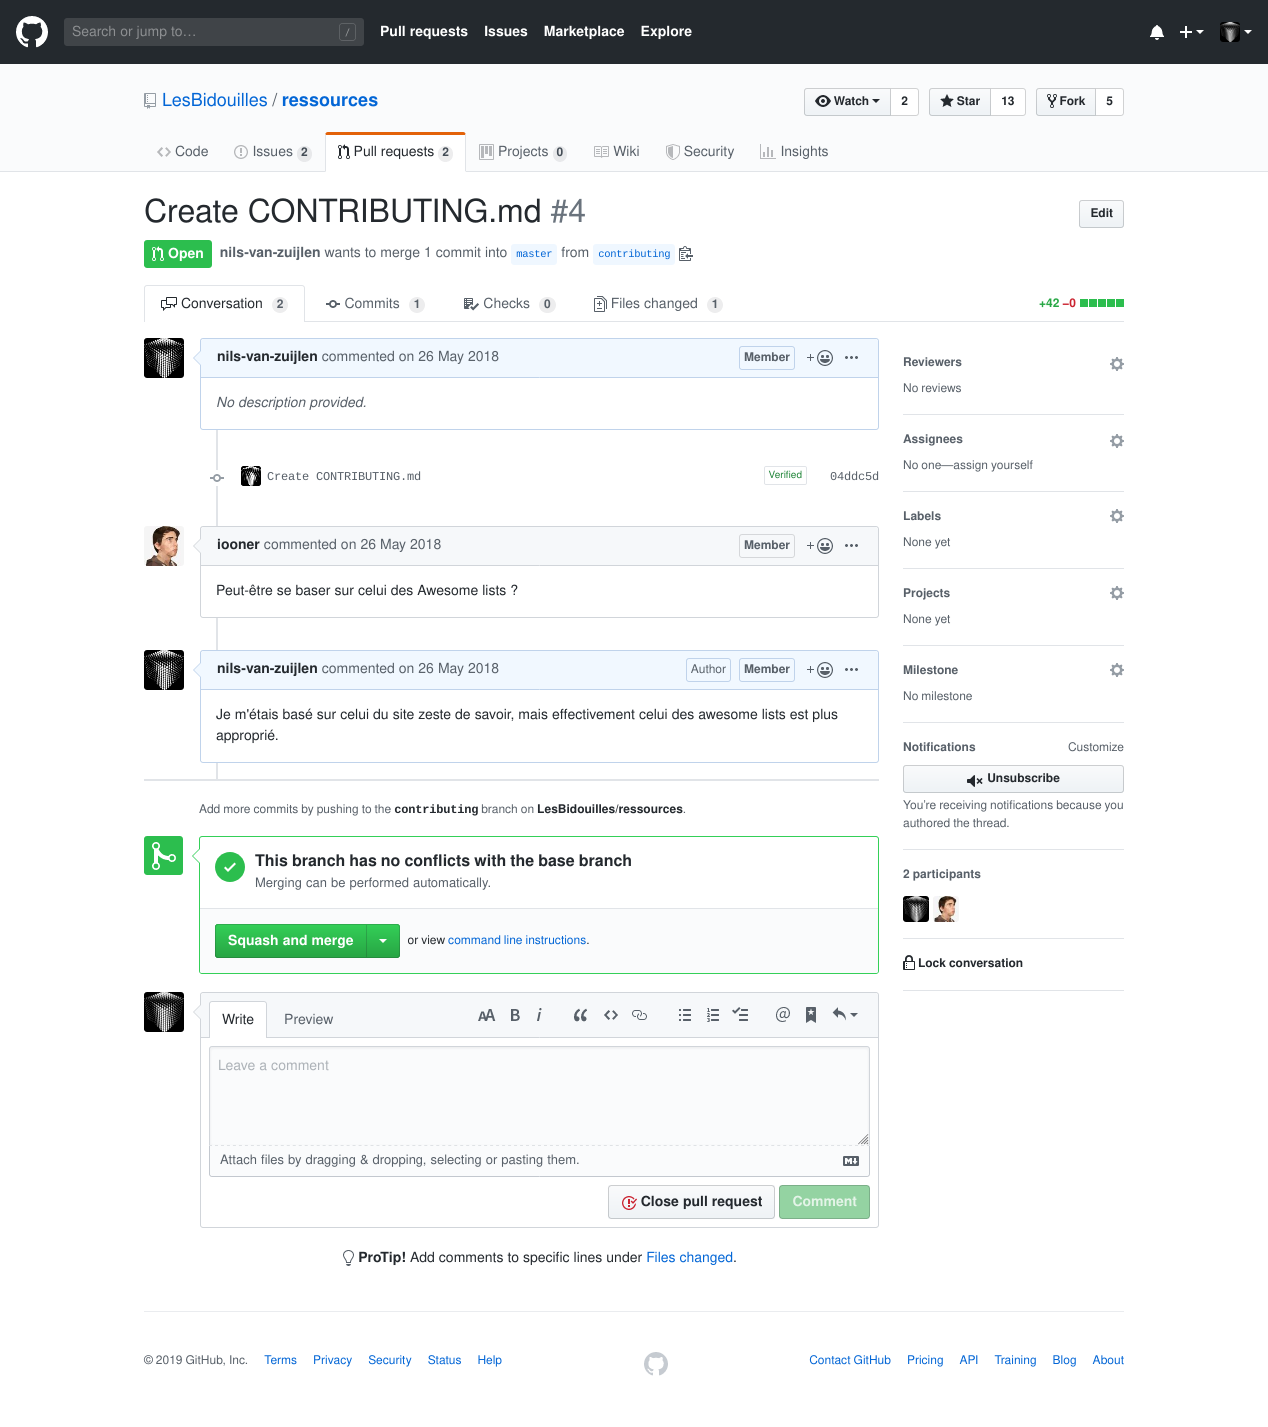 Search or jump to… /
Pull requests Issues Marketplace Explore
LesBidouilles / ressources
Watch 2 Star 13 Fork 5
Code Issues 2 Pull requests 2 Projects 0 Wiki Security Insights
Create CONTRIBUTING.md #4
Edit
Open nils-van-zuijlen wants to merge 1 commit into master from contributing
Conversation 2 Commits 1 Checks 0 Files changed 1 +42 −0
nils-van-zuijlen commented on 26 May 2018 Member + ···
No description provided.
Create CONTRIBUTING.md Verified 04ddc5d
iooner commented on 26 May 2018 Member + ···
Peut-être se baser sur celui des Awesome lists ?
nils-van-zuijlen commented on 26 May 2018 Author Member + ···
Je m'étais basé sur celui du site zeste de savoir, mais effectivement celui des awesome lists est plus
approprié.
Add more commits by pushing to the contributing branch on LesBidouilles/ressources.
This branch has no conflicts with the base branch
Merging can be performed automatically.
Squash and merge or view command line instructions.
Write Preview AA B i
Leave a comment
Attach files by dragging & dropping, selecting or pasting them.
Close pull request Comment
ProTip! Add comments to specific lines under Files changed.
Reviewers
No reviews
Assignees
No one—assign yourself
Labels
None yet
Projects
None yet
Milestone
No milestone
Notifications Customize
Unsubscribe
You're receiving notifications because you
authored the thread.
2 participants
Lock conversation
© 2019 GitHub, Inc. Terms Privacy Security Status Help
Contact GitHub Pricing API Training Blog About